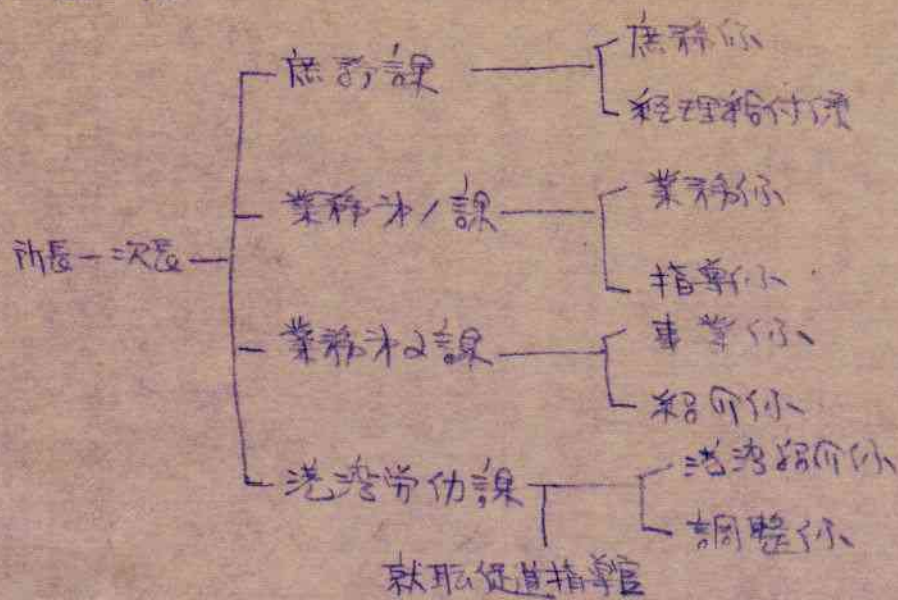 庶務課
庶務係
経理給付係
業務才1課
業務係
指導係
所長
次長
業務才2課
事業係
紹介係
港湾労働課
港湾紹介係
調整係
就職促進指導官